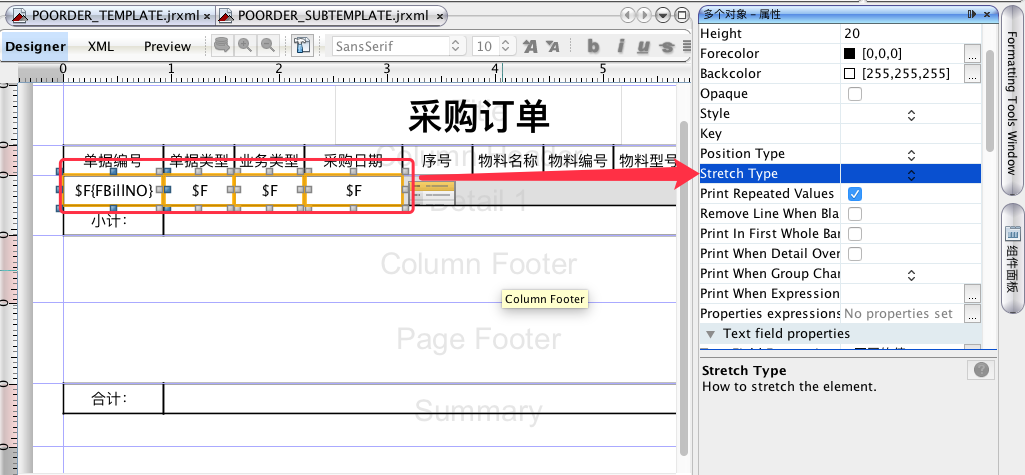 POORDER_TEMPLATE.jrxml × POORDER_SUBTEMPLATE.jrxml ×
Designer XML Preview SansSerif 10 A A b i u s
0 1 2 3 4 5
采购订单
Column Header
单据编号 单据类型 业务类型 采购日期 序号 物料名称 物料编号 物料型号
$F{FBillNO} $F $F $F
Detail 1
小计:
Column Footer
Column Footer
Page Footer
合计:
Summary
多个对象 - 属性
Height 20
Forecolor [0,0,0] ...
Backcolor [255,255,255] ...
Opaque
Style
Key
Position Type
Stretch Type
Print Repeated Values
Remove Line When Bla
Print In First Whole Bar
Print When Detail Over
Print When Group Char
Print When Expression ...
Properties expressions No properties set ...
Text field properties
Stretch Type
How to stretch the element.
?
Formatting Tools Window
组件面板